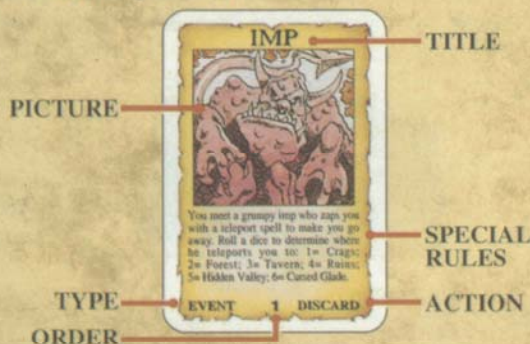 IMP
TITLE
PICTURE
You meet a grumpy imp who zaps you
with a teleport spell to make you go
away. Roll a dice to determine where
he teleports you to: 1= Crags;
2= Forest; 3= Tavern; 4= Ruins;
5= Hidden Valley; 6= Cursed Glade.
SPECIAL
RULES
TYPE
EVENT
1
DISCARD
ACTION
ORDER